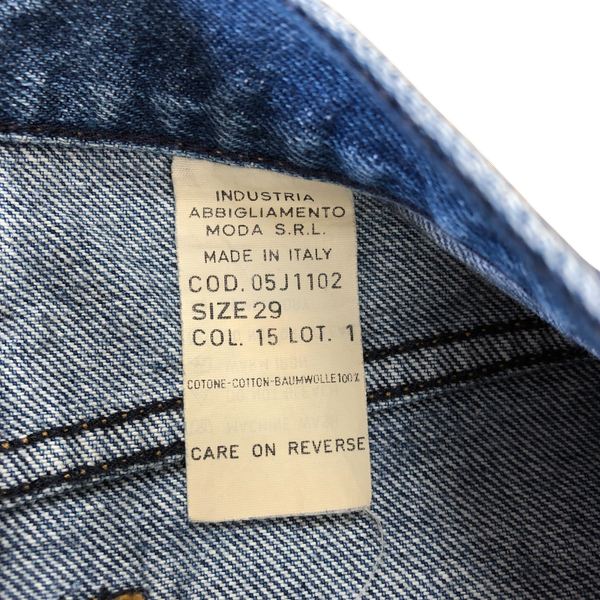 INDUSTRIA
ABBIGLIAMENTO
MODA S.R.L.
MADE IN ITALY
COD. 05J1102
SIZE 29
COL. 15 LOT. 1
COTONE-COTTON-BAUMWOLLE100%
CARE ON REVERSE